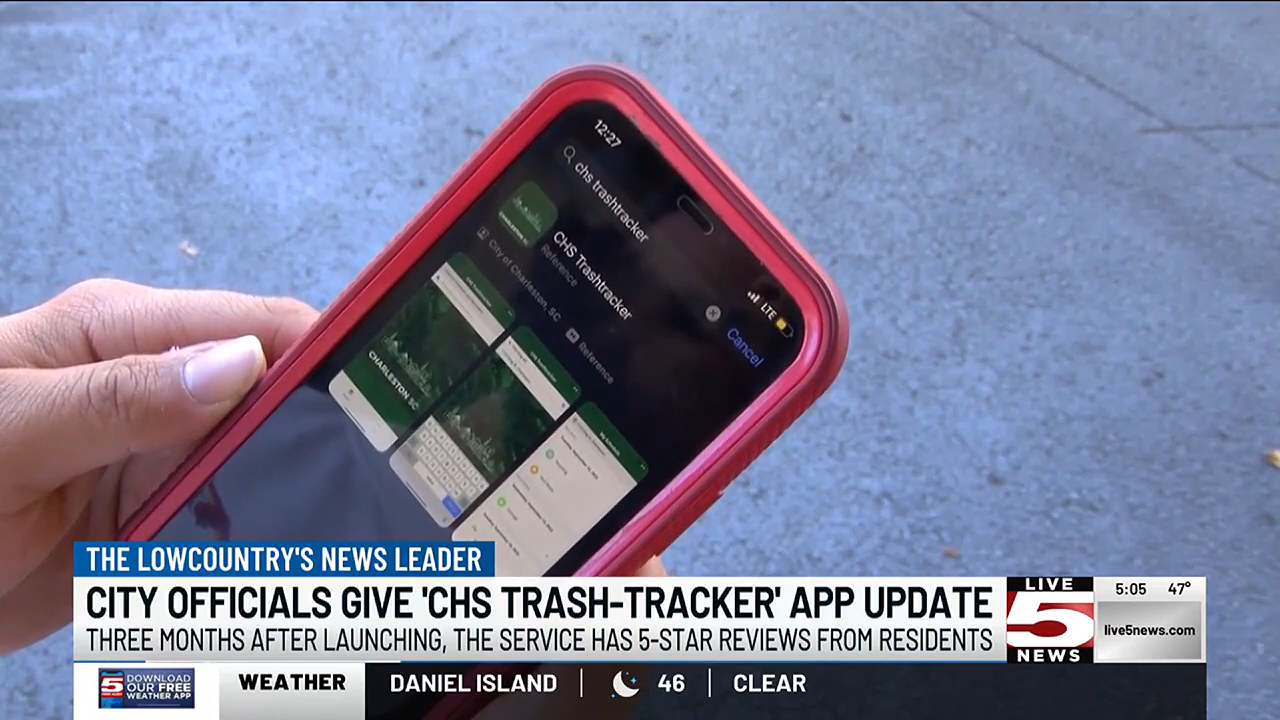 12:27
LTE
chs trashtracker
Cancel
CHS Trashtracker
Reference
City of Charleston, SC
Reference
CHARLESTON SC
THE LOWCOUNTRY'S NEWS LEADER
CITY OFFICIALS GIVE 'CHS TRASH-TRACKER' APP UPDATE
THREE MONTHS AFTER LAUNCHING, THE SERVICE HAS 5-STAR REVIEWS FROM RESIDENTS
LIVE
5
NEWS
5:05 47°
live5news.com
5
DOWNLOAD
OUR FREE
WEATHER APP
WEATHER
DANIEL ISLAND
46
CLEAR